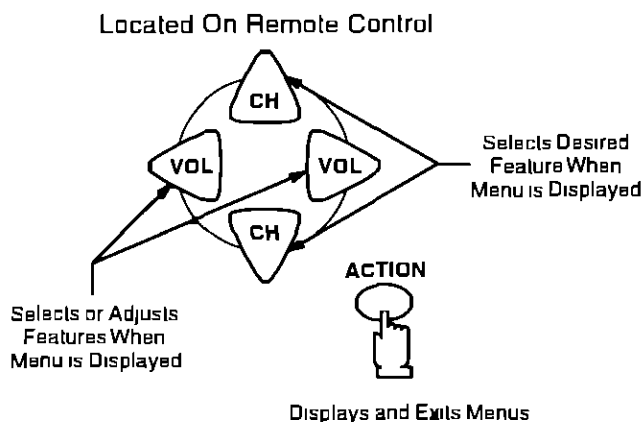 Located On Remote Control
CH
VOL
VOL
CH
Selects Desired
Feature When
Menu is Displayed
Selects or Adjusts
Features When
Menu is Displayed
ACTION
Displays and Exits Menus